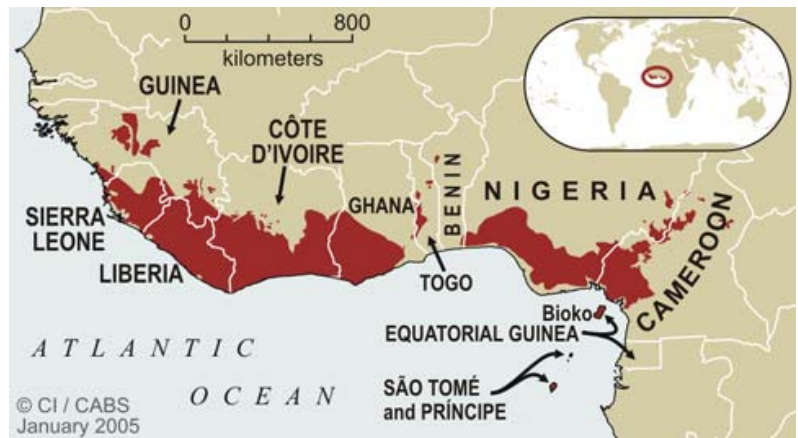 0 800
kilometers
GUINEA
CÔTE
D'IVOIRE
SIERRA
LEONE
LIBERIA
GHANA
TOGO
BENIN
NIGERIA
CAMEROON
Bioko
EQUATORIAL GUINEA
SÃO TOMÉ
and PRÍNCIPE
ATLANTIC
OCEAN
© CI / CABS
January 2005